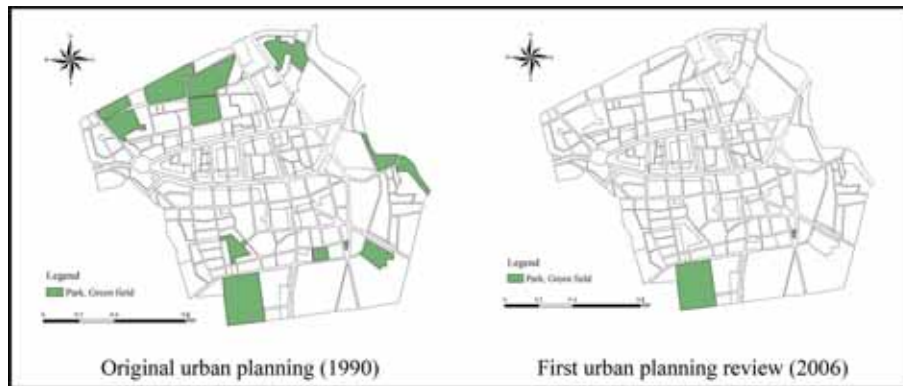 Legend
Park, Green field
Original urban planning (1990)
Legend
Park, Green field
First urban planning review (2006)